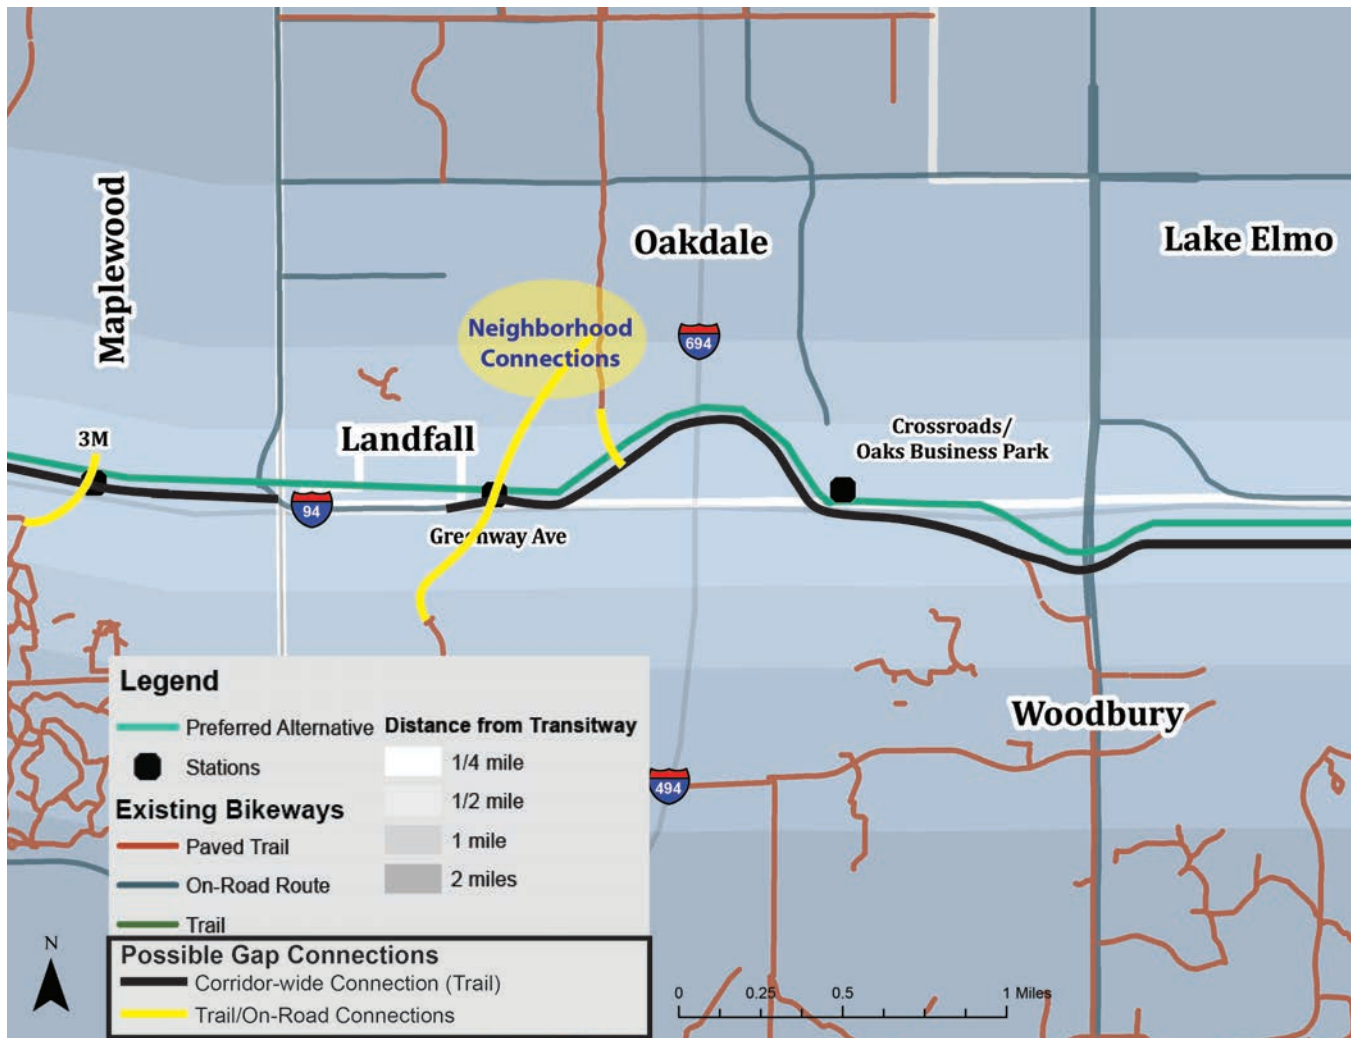 Maplewood
Oakdale
Lake Elmo
Neighborhood
Connections
694
3M
Landfall
Crossroads/
Oaks Business Park
94
Greenway Ave
Woodbury
494
Legend
Preferred Alternative
Stations
Existing Bikeways
Paved Trail
On-Road Route
Trail
Distance from Transitway
1/4 mile
1/2 mile
1 mile
2 miles
Possible Gap Connections
Corridor-wide Connection (Trail)
Trail/On-Road Connections
N
0 0.25 0.5 1 Miles